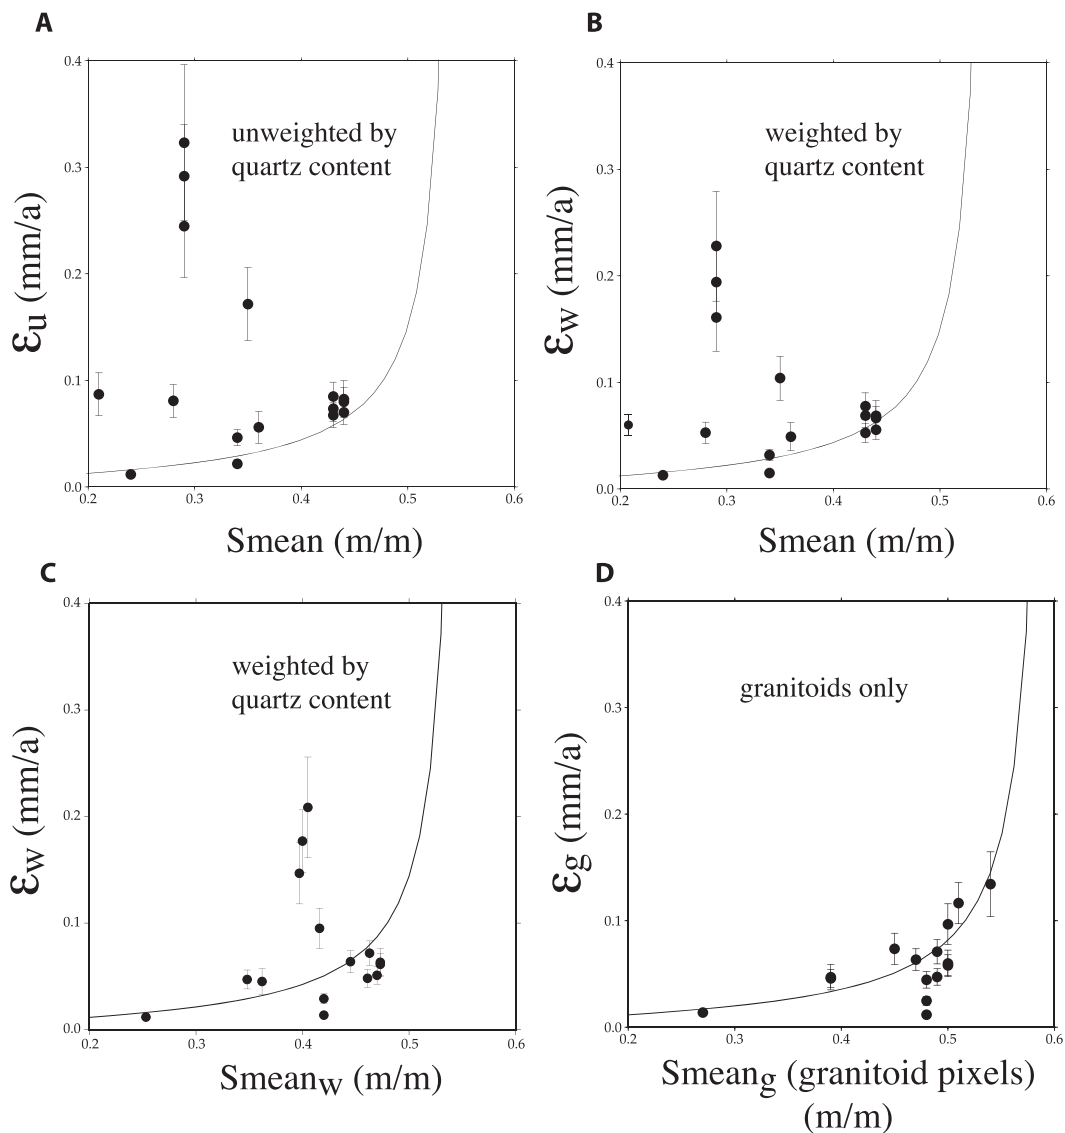 A
0.4
unweighted by
quartz content
0.3
εu (mm/a)
0.2
0.1
0.0
0.2 0.3 0.4 0.5 0.6
Smean (m/m)
B
0.4
weighted by
quartz content
0.3
εw (mm/a)
0.2
0.1
0.0
0.2 0.3 0.4 0.5 0.6
Smean (m/m)
C
0.4
weighted by
quartz content
0.3
εw (mm/a)
0.2
0.1
0.0
0.2 0.3 0.4 0.5 0.6
Smeanw (m/m)
D
0.4
granitoids only
0.3
εg (mm/a)
0.2
0.1
0.0
0.2 0.3 0.4 0.5 0.6
Smeang (granitoid pixels)
(m/m)